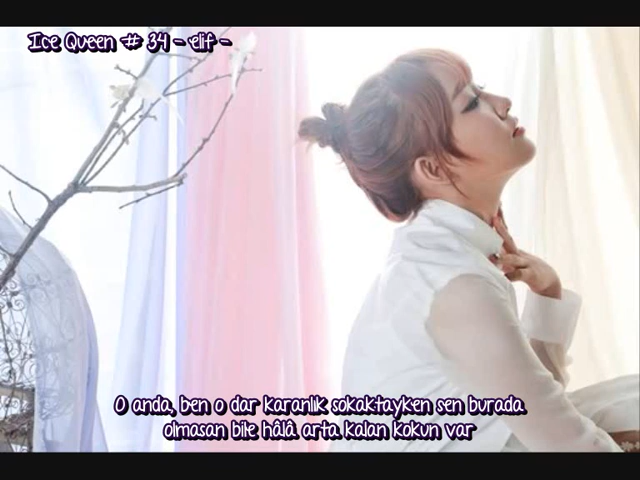 Ice Queen # 34 - elif -
O anda, ben o dar karanlık sokaktayken sen burada
olmasan bile hâlâ arta kalan kokun var